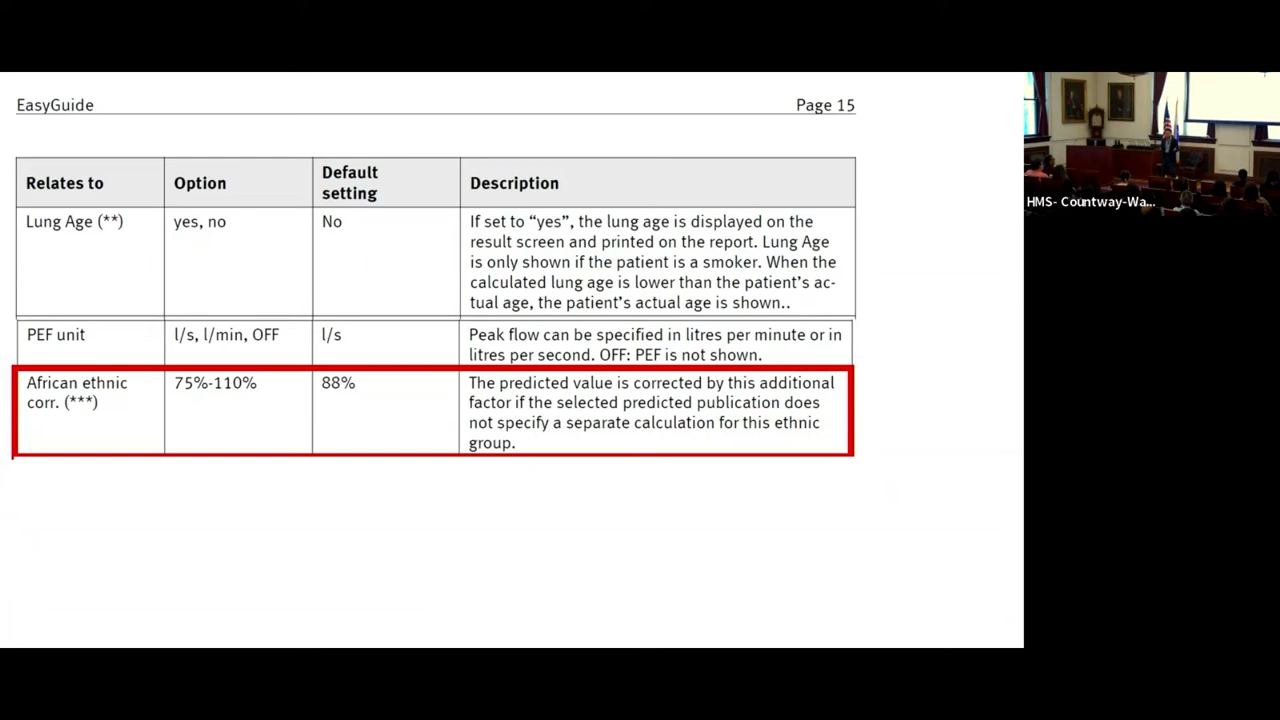 EasyGuide Page 15
Relates to Option Default setting Description
Lung Age (**) yes, no No If set to “yes”, the lung age is displayed on the
result screen and printed on the report. Lung Age
is only shown if the patient is a smoker. When the
calculated lung age is lower than the patient’s ac-
tual age, the patient’s actual age is shown..
PEF unit l/s, l/min, OFF l/s Peak flow can be specified in litres per minute or in
litres per second. OFF: PEF is not shown.
African ethnic 75%-110% 88% The predicted value is corrected by this additional
corr. (***) factor if the selected predicted publication does
not specify a separate calculation for this ethnic
group.
HMS- Countway-Wa...